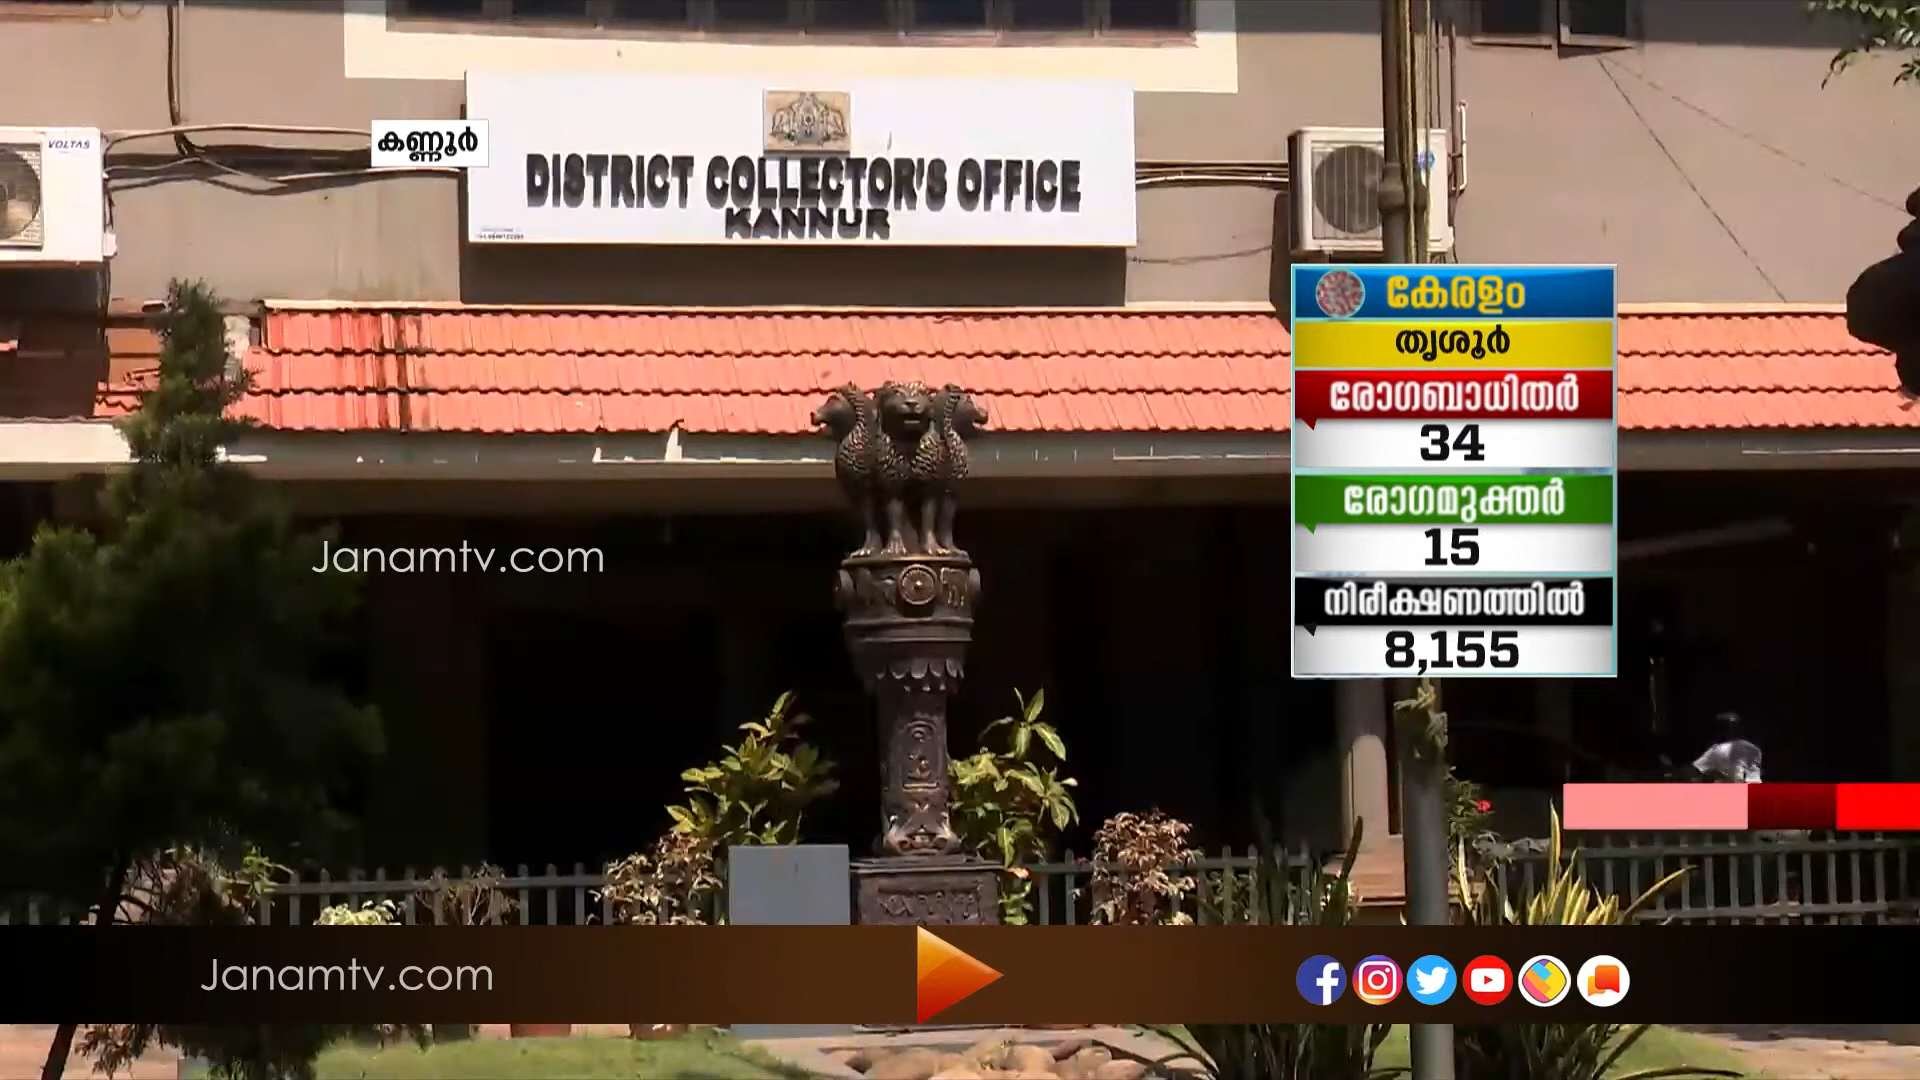 VOLTAS
കണ്ണൂർ
DISTRICT COLLECTOR'S OFFICE
KANNUR
കേരളം
തൃശൂർ
രോഗബാധിതർ
34
രോഗമുക്തർ
15
നിരീക്ഷണത്തിൽ
8,155
Janamtv.com
Janamtv.com